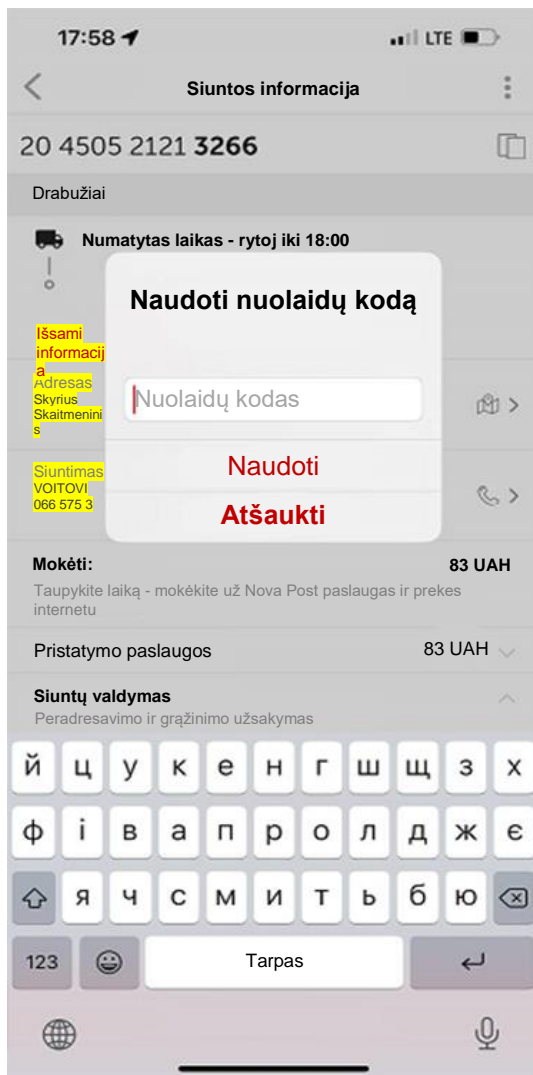 17:58
LTE
Siuntos informacija
20 4505 2121 3266
Drabužiai
Numatytas laikas - rytoj iki 18:00
Naudoti nuolaidų kodą
Išsami
informacij
a
Adresas
Skyrius
Skaitmenini
s
Nuolaidų kodas
Naudoti
Siuntimas
VOITOVI
066 575 3
Atšaukti
Mokėti:
83 UAH
Taupykite laiką - mokėkite už Nova Post paslaugas ir prekes
internetu
Pristatymo paslaugos
83 UAH
Siuntų valdymas
Peradresavimo ir grąžinimo užsakymas
й ц у к е н г ш щ з х
ф і в а п р о л д ж є
я ч с м и т ь б ю
123
Tarpas